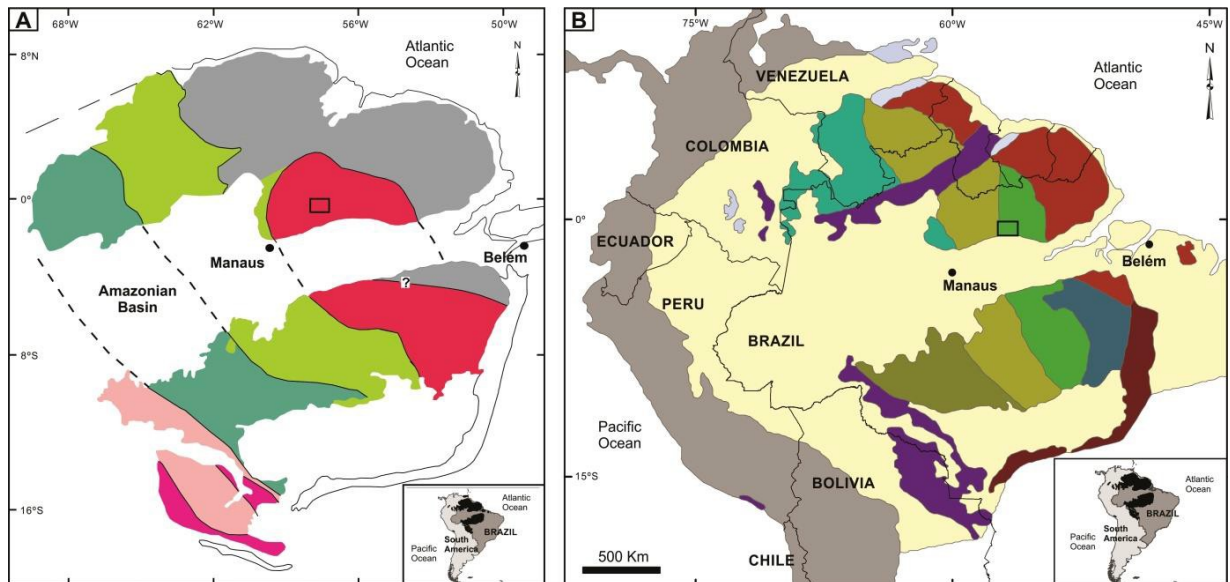 A
68°W
62°W
56°W
50°W
8°N
0°
8°S
16°S
Atlantic
Ocean
N
Manaus
Belém
Amazonian
Basin
?
Atlantic
Ocean
BRAZIL
South
America
Pacific
Ocean
B
75°W
60°W
45°W
0°
15°S
VENEZUELA
Atlantic
Ocean
N
COLOMBIA
ECUADOR
Belém
Manaus
PERU
BRAZIL
Pacific
Ocean
BOLIVIA
500 Km
CHILE
Atlantic
Ocean
BRAZIL
South
America
Pacific
Ocean